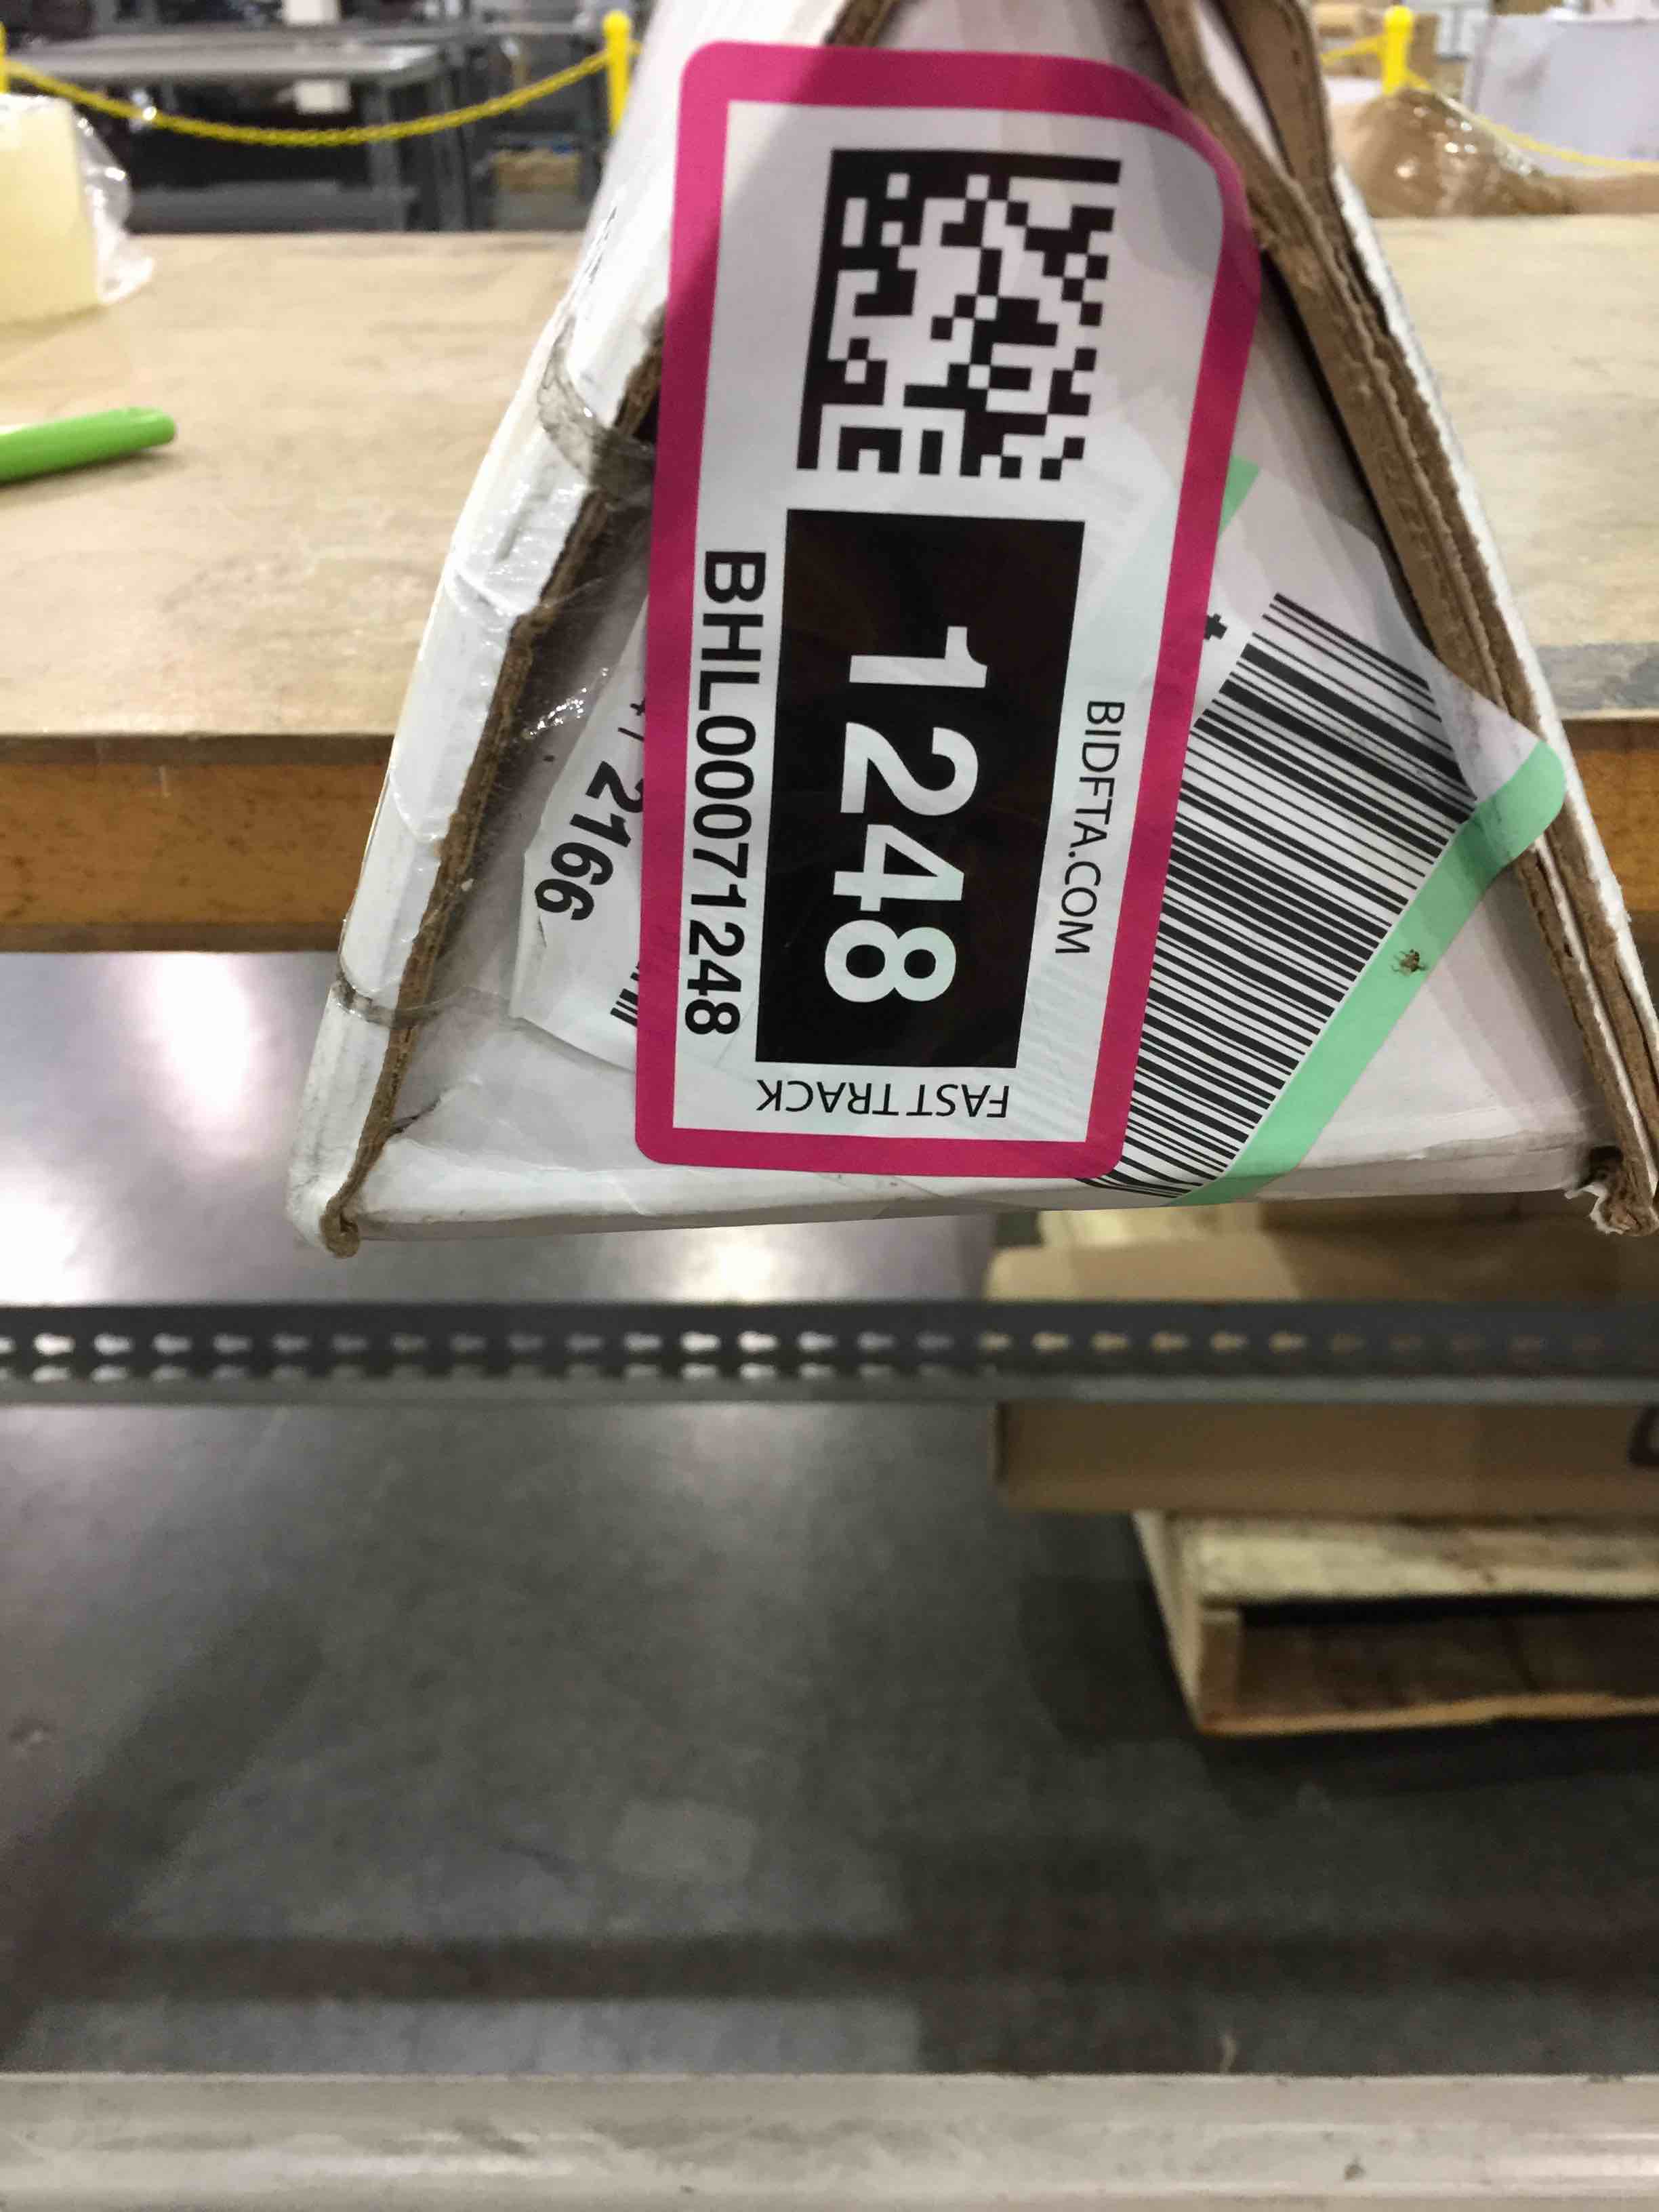 BIDFTA.COM
1248
BHL00071248
FAST TRACK
2166